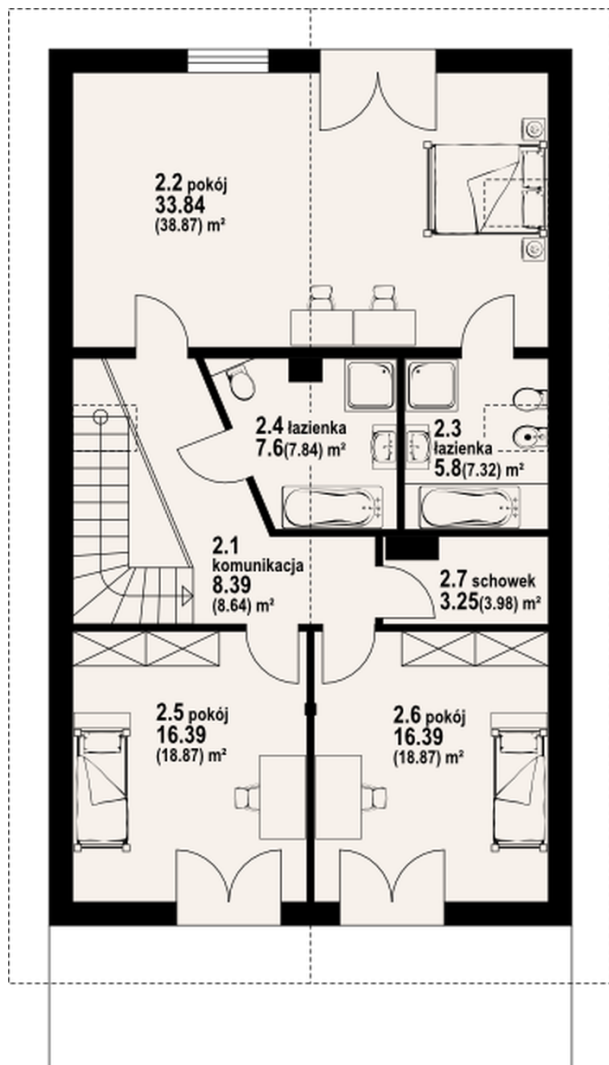 2.2 pokój
33.84
(38.87) m²
2.4 łazienka
7.6(7.84) m²
2.3
łazienka
5.8(7.32) m²
2.1
komunikacja
8.39
(8.64) m²
2.7 schowek
3.25(3.98) m²
2.5 pokój
16.39
(18.87) m²
2.6 pokój
16.39
(18.87) m²